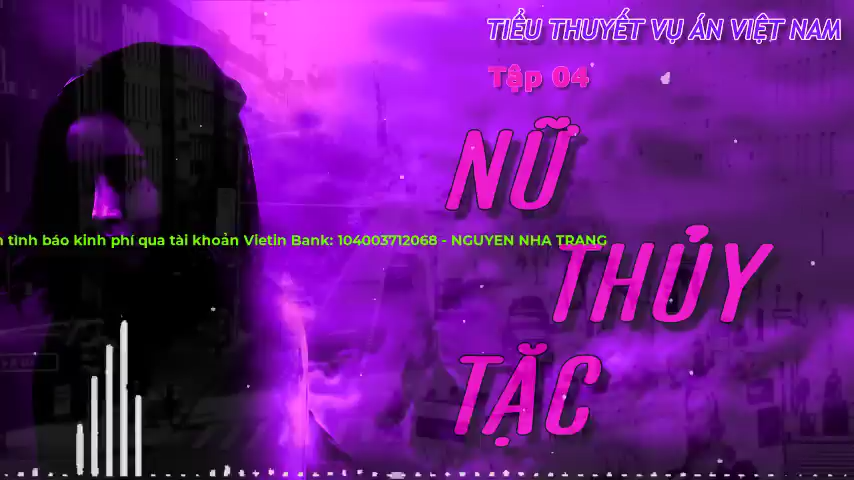 TIỂU THUYẾT VỤ ÁN VIỆT NAM
Tập 04
NỮ
tình báo kinh phí qua tài khoản Vietin Bank: 104003712068 - NGUYEN NHA TRANG
THỦY
TẶC